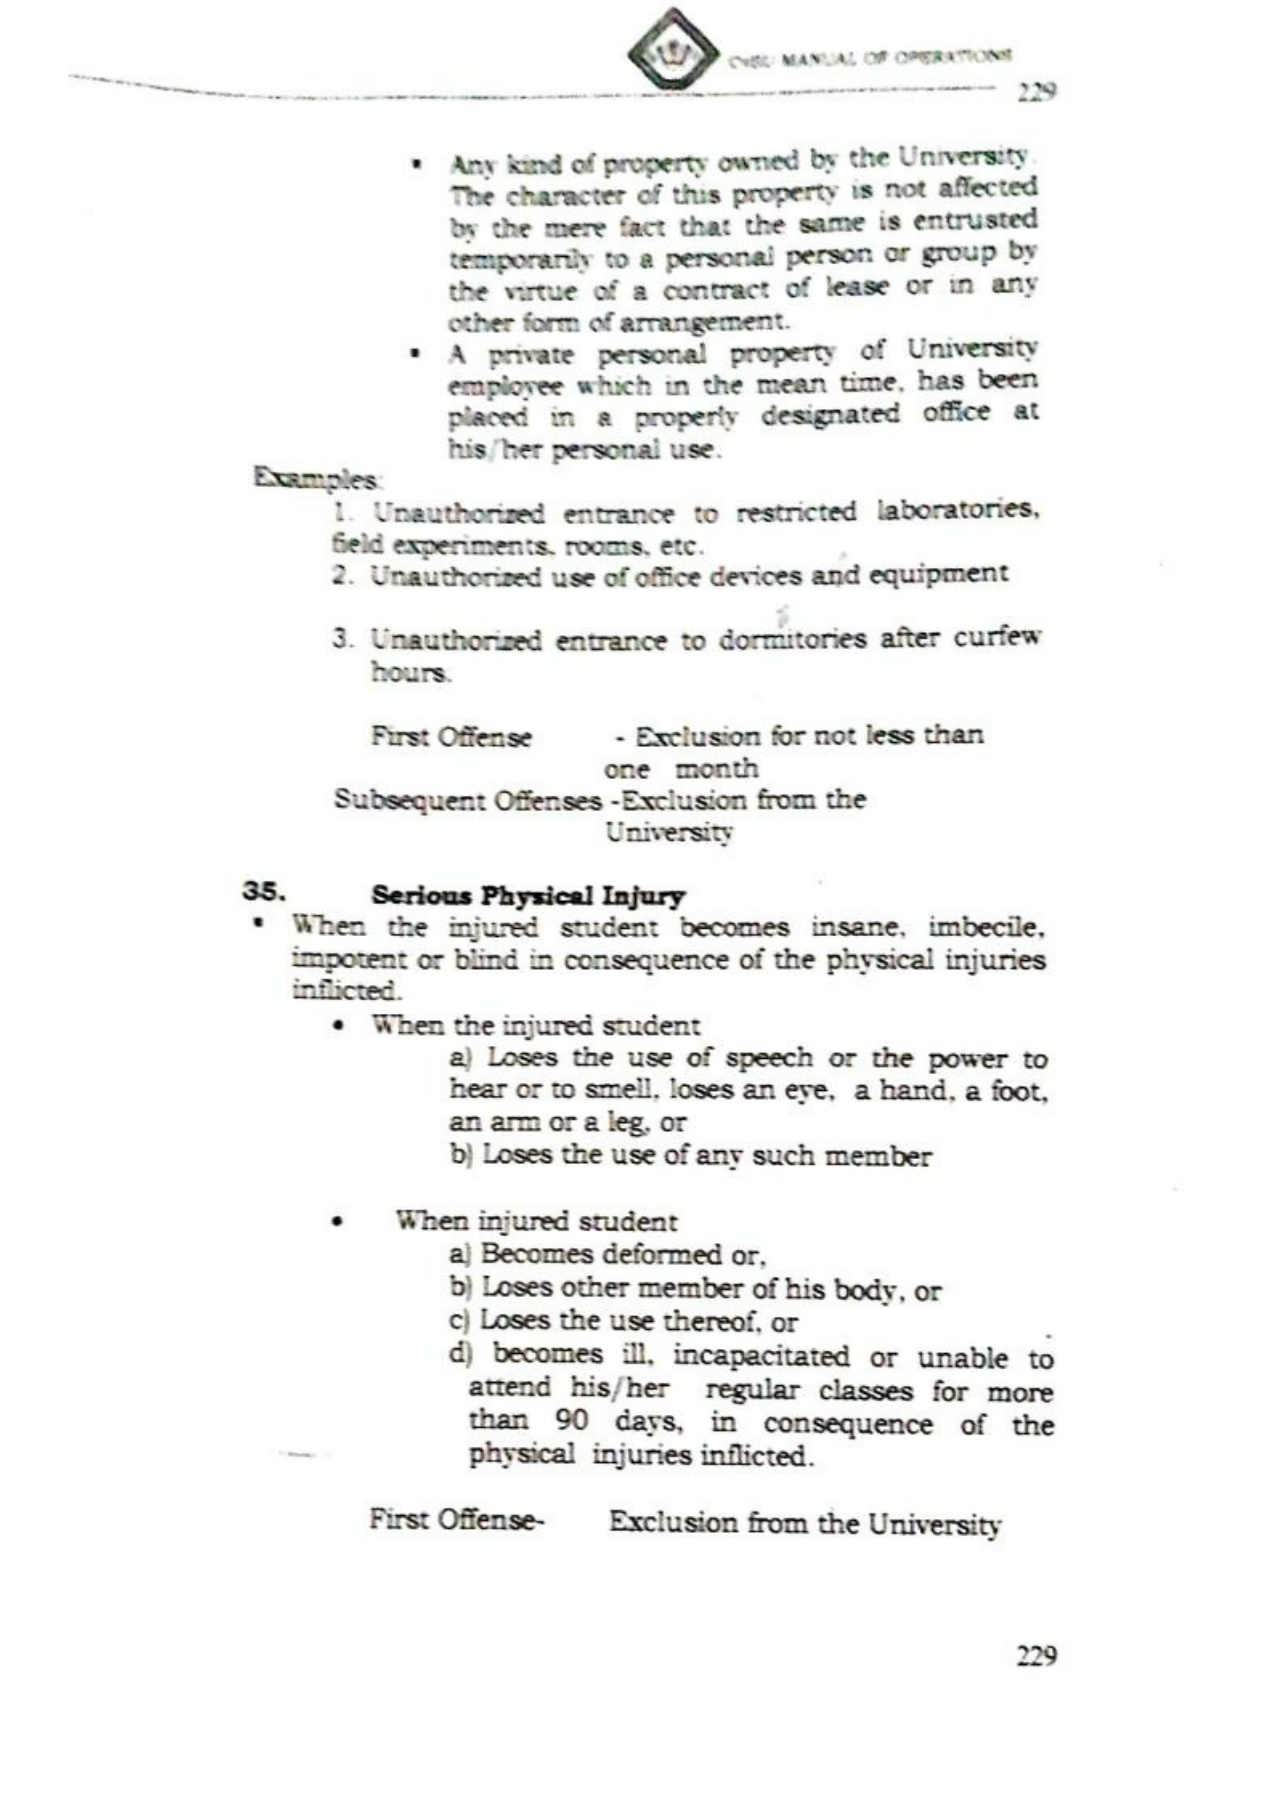 MANUAL OF OPERATIONS
229
▪ Any kind of property owned by the University.
The character of this property is not affected
by the mere fact that the same is entrusted
temporarily to a personal person or group by
the virtue of a contract of lease or in any
other form of arrangement.
▪ A private personal property of University
employee which in the mean time, has been
placed in a properly designated office at
his/her personal use.
Examples:
1. Unauthorized entrance to restricted laboratories,
field experiments, rooms, etc.
2. Unauthorized use of office devices and equipment
3. Unauthorized entrance to dormitories after curfew
hours.
First Offense - Exclusion for not less than
one month
Subsequent Offenses -Exclusion from the
University
35. Serious Physical Injury
▪ When the injured student becomes insane, imbecile,
impotent or blind in consequence of the physical injuries
inflicted.
• When the injured student
a) Loses the use of speech or the power to
hear or to smell, loses an eye, a hand, a foot,
an arm or a leg, or
b) Loses the use of any such member
• When injured student
a) Becomes deformed or,
b) Loses other member of his body, or
c) Loses the use thereof, or
d) becomes ill, incapacitated or unable to
attend his/her regular classes for more
than 90 days, in consequence of the
physical injuries inflicted.
First Offense- Exclusion from the University
229